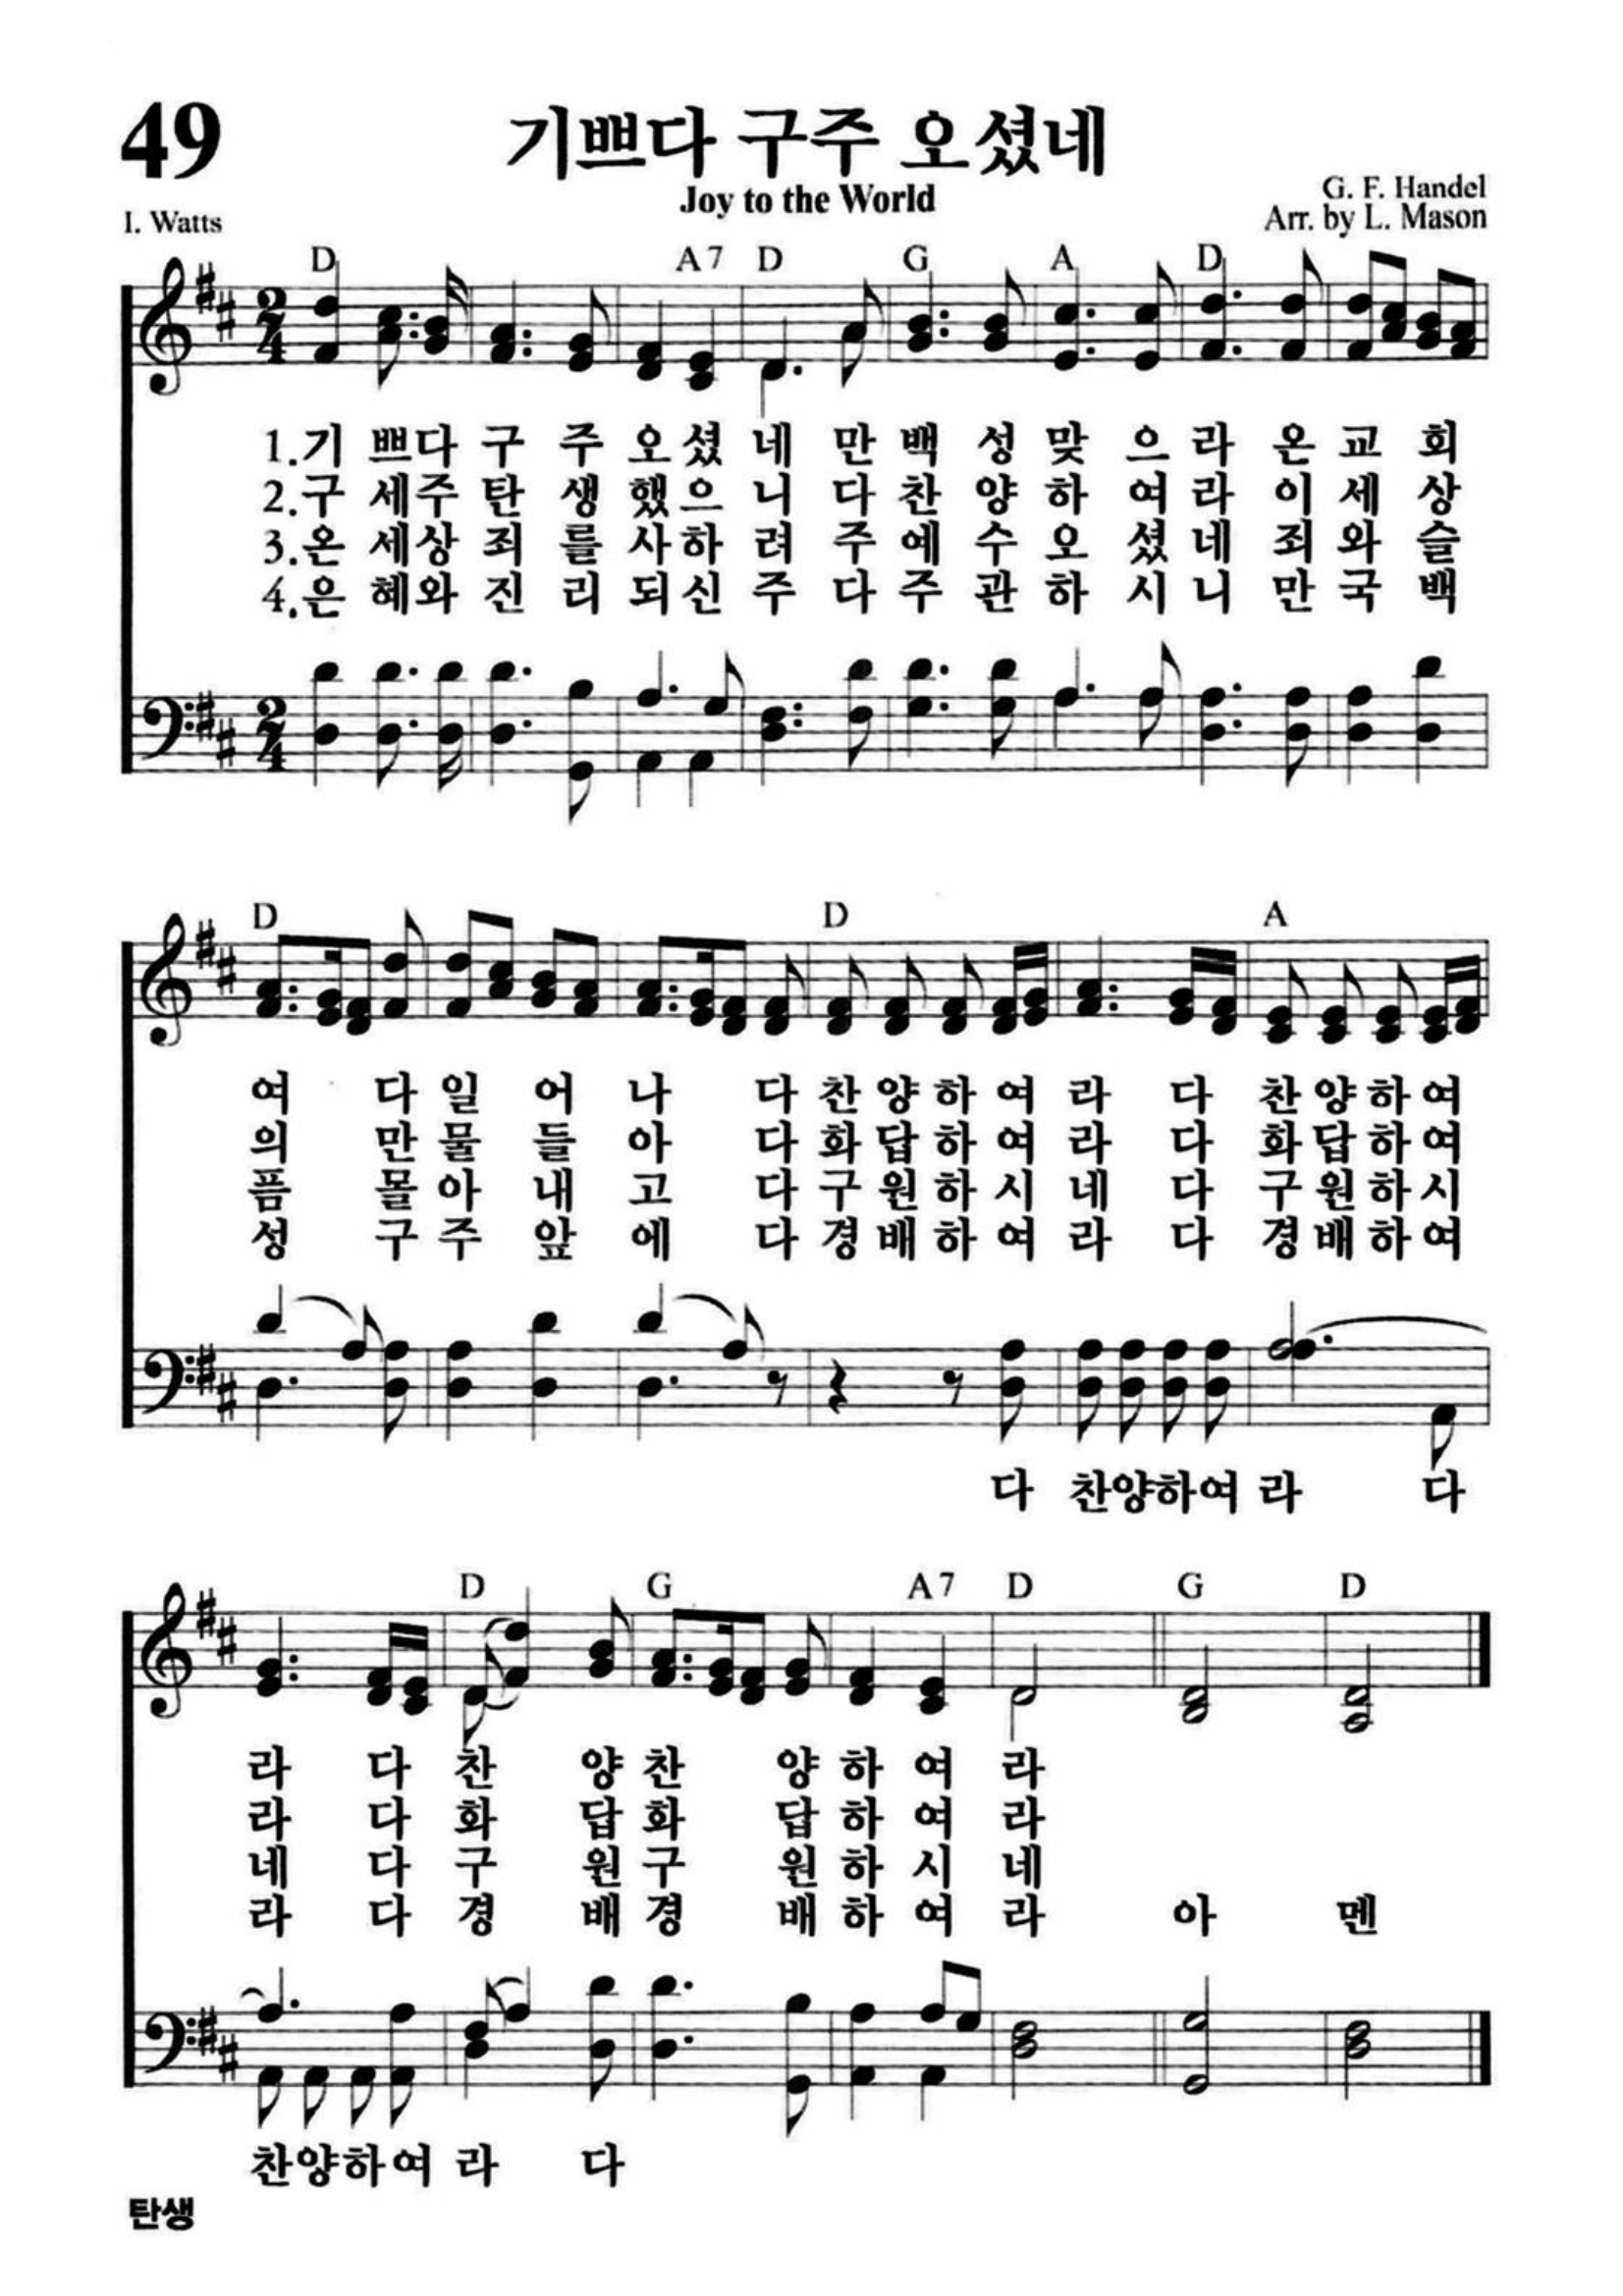 49
기쁘다 구주 오셨네
Joy to the World
G. F. Handel
I. Watts
Arr. by L. Mason
D A7 D G A D
1.기 쁘다 구 주 오 셨 네 만 백 성 맞 으 라 온 교 회
2.구 세주 탄 생 했으 니 다 찬 양 하 여 라 이 세 상
3.온 세상 죄 를 사하 려 주 예 수 오 셨 네 죄 와 슬
4.은 혜와 진 리 되신 주 다 주 관 하 시 니 만 국 백
D D A
여 다 일 어 나 다 찬 양 하 여 라 다 찬 양 하 여
의 만 물 들 아 다 화 답 하 여 라 다 화 답 하 여
픔 몰 아 내 고 다 구 원 하 시 네 다 구 원 하 시
성 구 주 앞 에 다 경 배 하 여 라 다 경 배 하 여
다 찬양하여 라 다
D G A7 D G D
라 다 찬 양 찬 양 하 여 라
라 다 화 답 화 답 하 여 라
네 다 구 원 구 원 하 시 네
라 다 경 배 경 배 하 여 라 아 멘
찬양하여 라 다
탄생